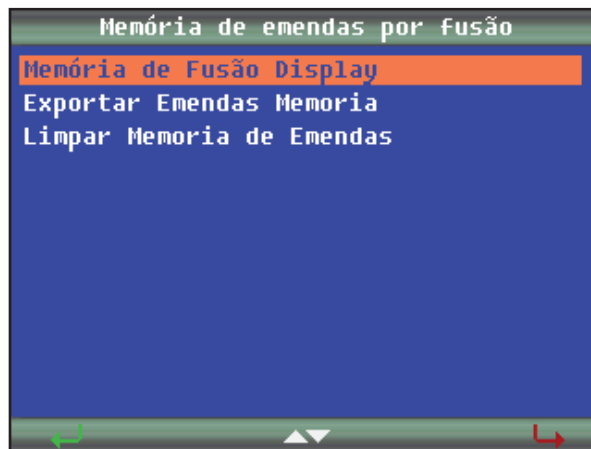 Memória de emendas por fusão
Memória de Fusão Display
Exportar Emendas Memoria
Limpar Memoria de Emendas